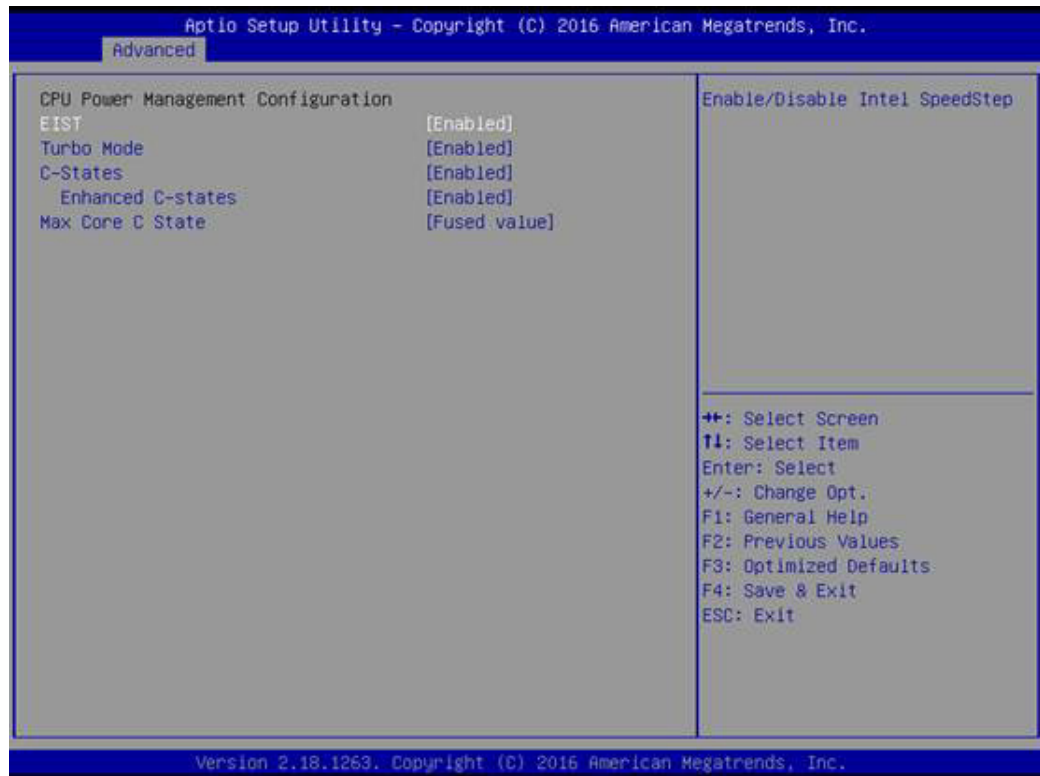 Aptio Setup Utility – Copyright (C) 2016 American Megatrends, Inc.
Advanced
CPU Power Management Configuration
EIST [Enabled]
Turbo Mode [Enabled]
C-States [Enabled]
Enhanced C-states [Enabled]
Max Core C State [Fused value]
Enable/Disable Intel SpeedStep
→←: Select Screen
↑↓: Select Item
Enter: Select
+/-: Change Opt.
F1: General Help
F2: Previous Values
F3: Optimized Defaults
F4: Save & Exit
ESC: Exit
Version 2.18.1263. Copyright (C) 2016 American Megatrends, Inc.